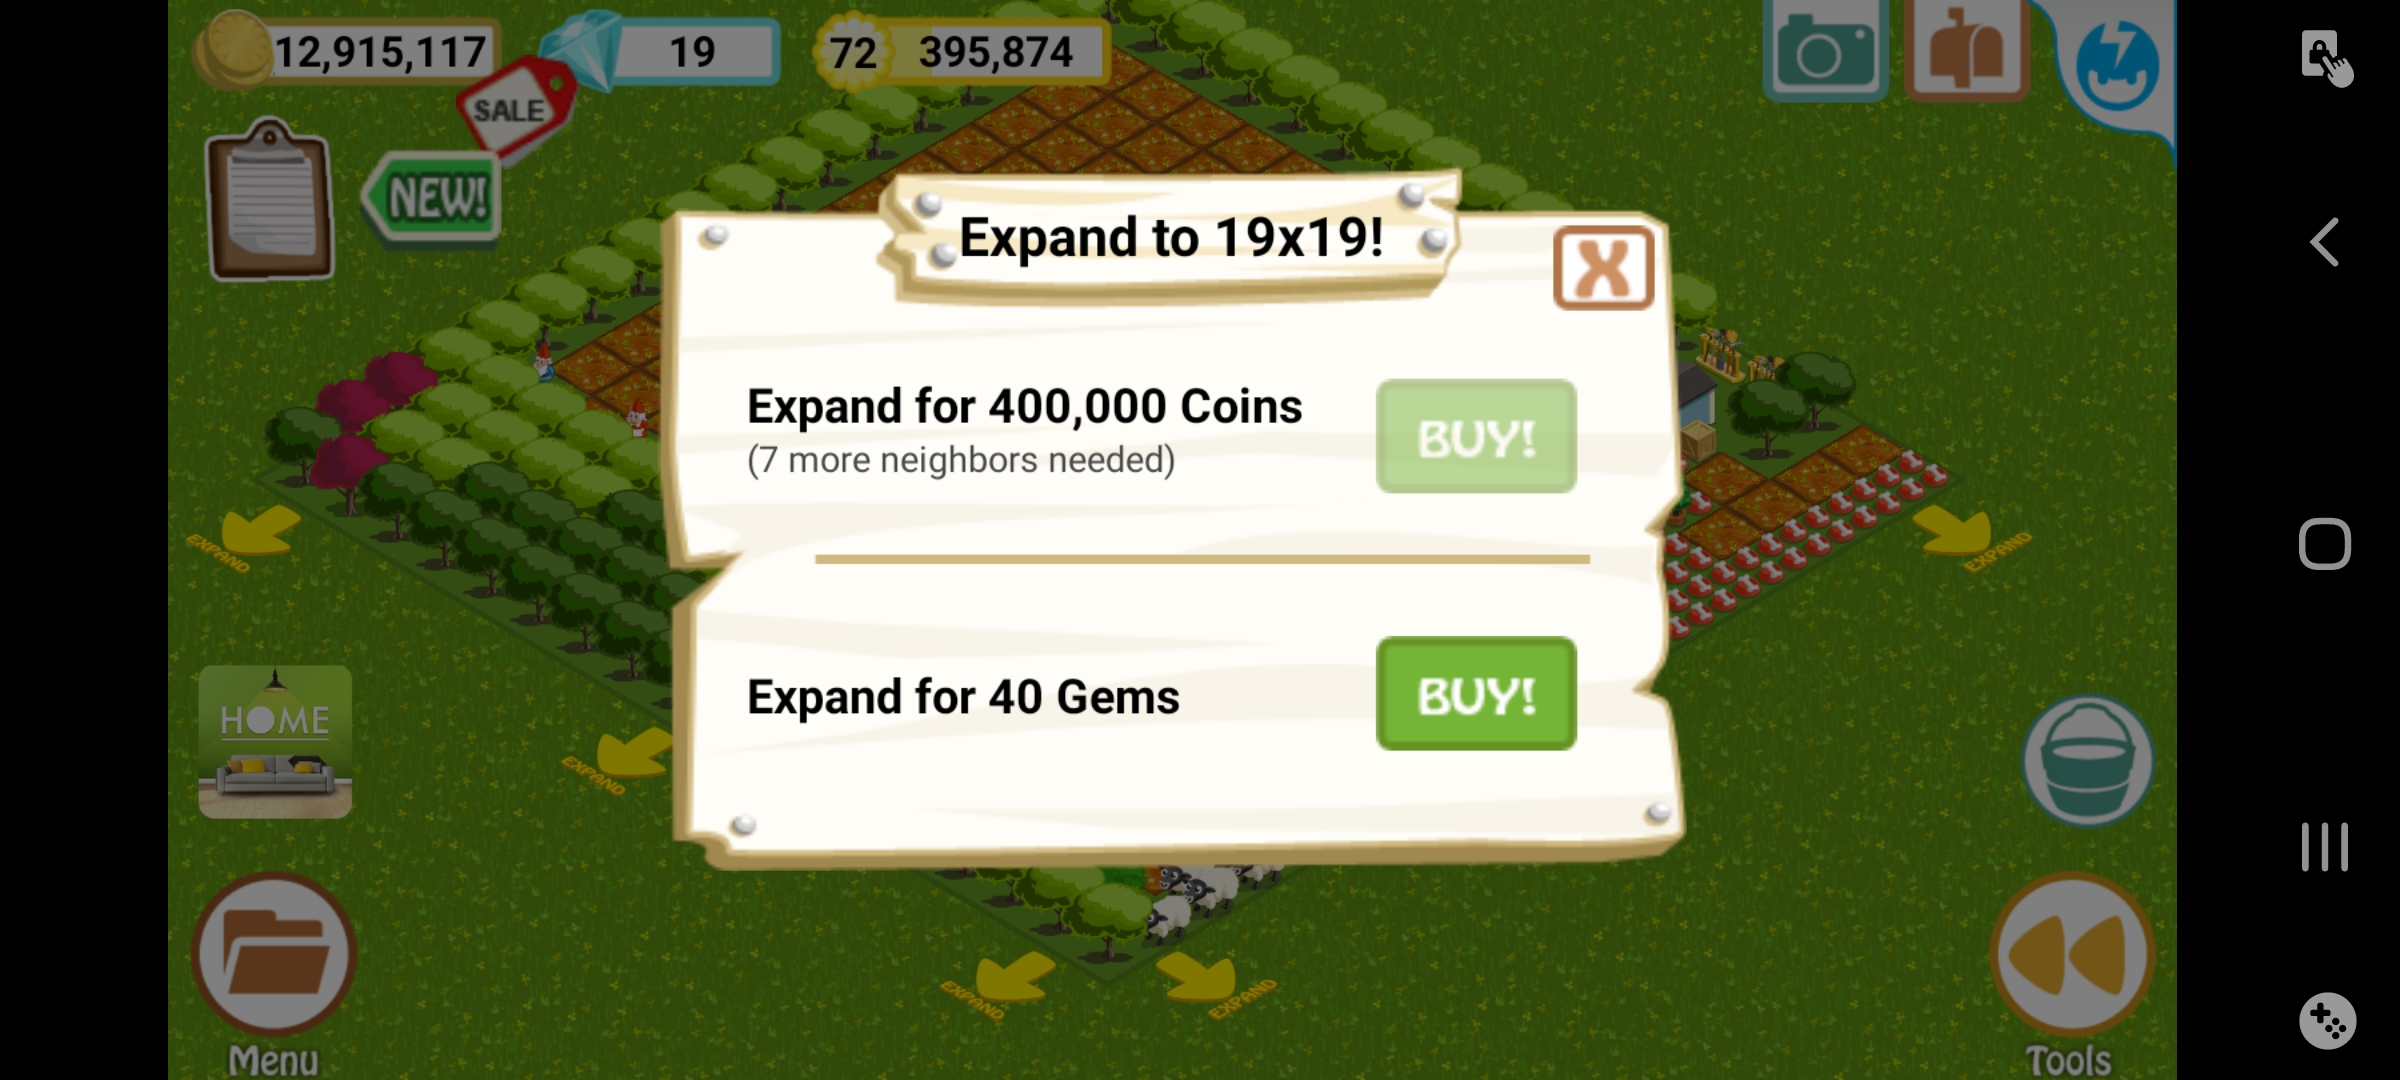 12,915,117
19
72
395,874
SALE
NEW!
Expand to 19x19!
X
Expand for 400,000 Coins
(7 more neighbors needed)
BUY!
Expand for 40 Gems
BUY!
EXPAND
EXPAND
EXPAND
EXPAND
EXPAND
HOME
Menu
Tools